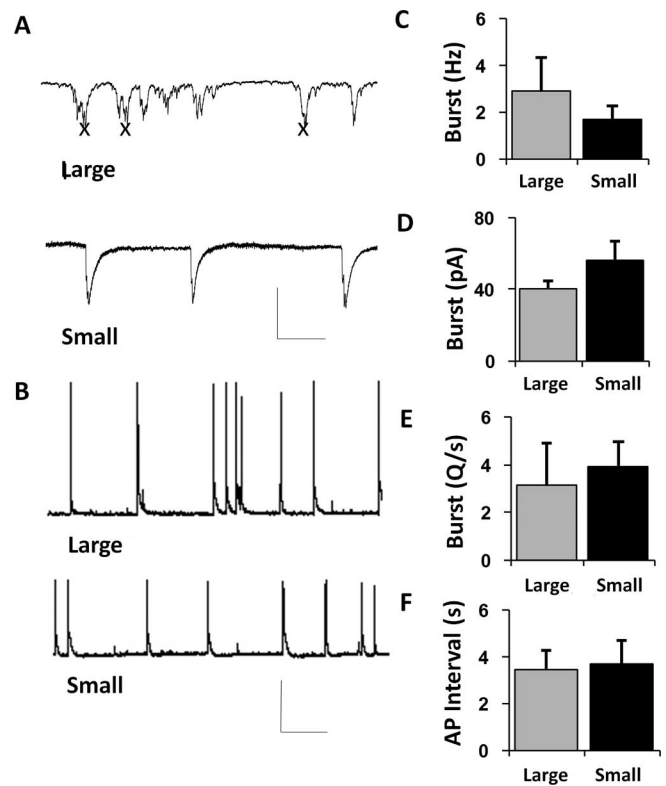 A
X X X
Large
Small
B
Large
Small
C
Burst (Hz)
6
4
2
0
Large Small
D
Burst (pA)
80
40
0
Large Small
E
Burst (Q/s)
6
4
2
0
Large Small
F
AP Interval (s)
6
4
2
0
Large Small